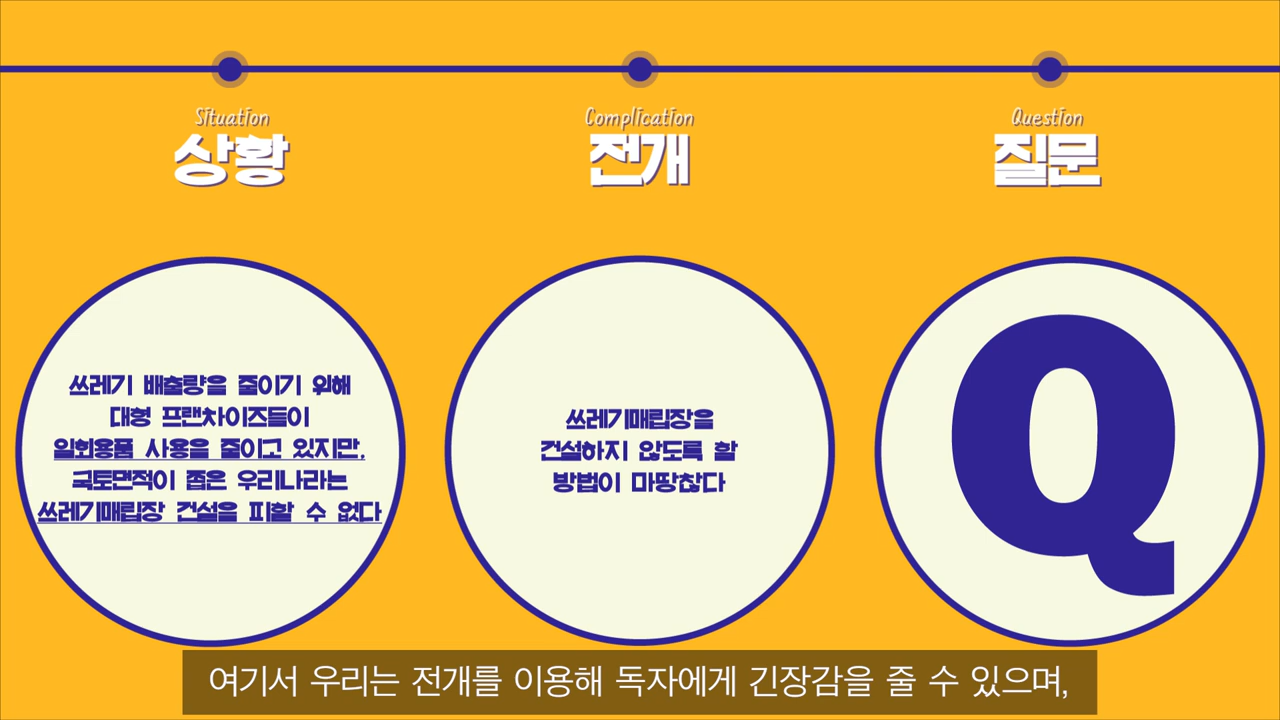 Situation
상황
Complication
전개
Question
질문
쓰레기 배출량을 줄이기 위해
대형 프랜차이즈들이
일회용품 사용을 줄이고 있지만,
국토면적이 좁은 우리나라는
쓰레기매립장 건설을 피할 수 없다
쓰레기매립장을
건설하지 않도록 할
방법이 마땅찮다
Q
여기서 우리는 전개를 이용해 독자에게 긴장감을 줄 수 있으며,